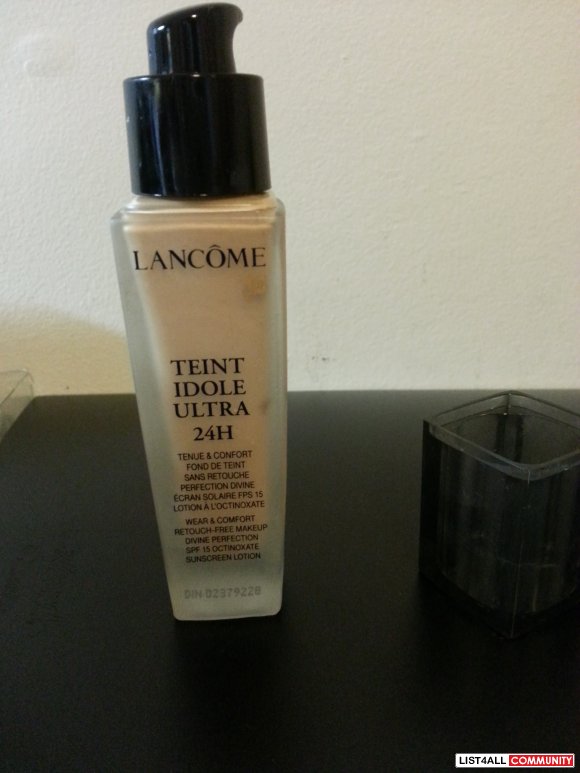 LANCÔME
TEINT
IDOLE
ULTRA
24H
TENUE & CONFORT
FOND DE TEINT
SANS RETOUCHE
PERFECTION DIVINE
ÉCRAN SOLAIRE FPS 15
LOTION À L'OCTINOXATE
WEAR & COMFORT
RETOUCH-FREE MAKEUP
DIVINE PERFECTION
SPF 15 OCTINOXATE
SUNSCREEN LOTION
DIN:02379228
LIST4ALL COMMUNITY